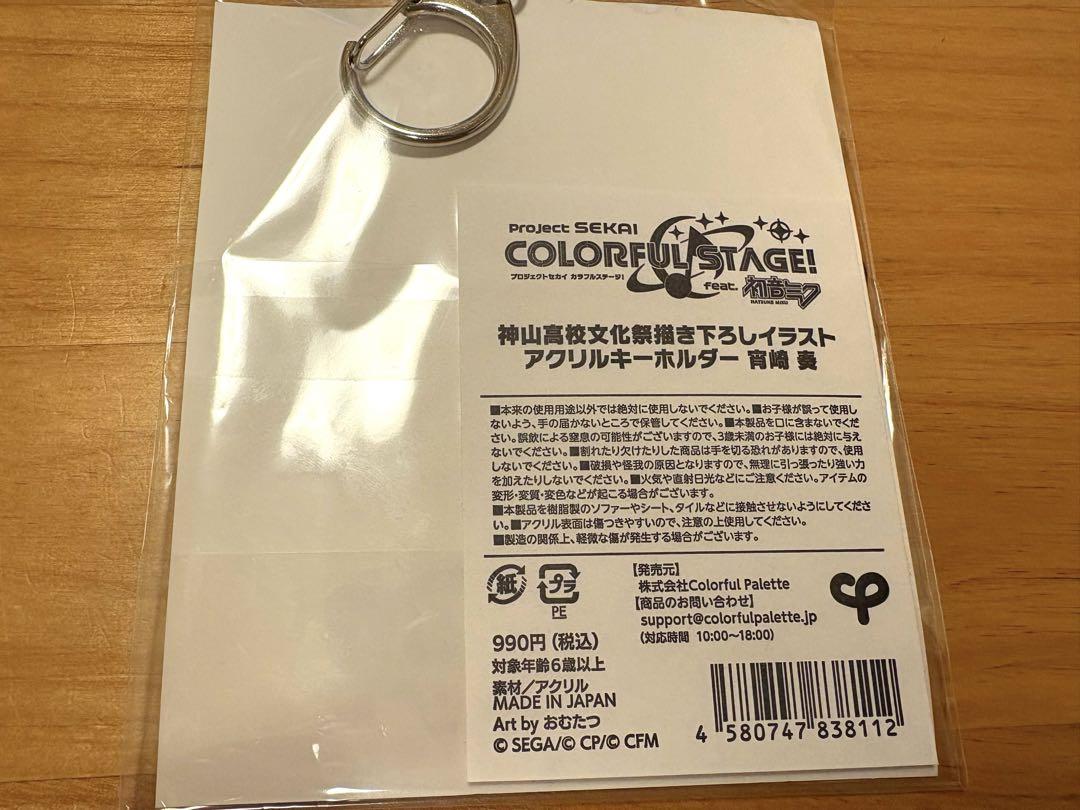 Project SEKAI
COLORFUL STAGE!
プロジェクトセカイ カラフルステージ!
feat. 初音ミク
HATSUNE MIKU
神山高校文化祭描き下ろしイラスト
アクリルキーホルダー 宵崎 奏
■本来の使用用途以外では絶対に使用しないでください。■お子様が誤って使用し
ないよう、手の届かないところで保管してください。■本製品を口に含まないでくだ
さい。誤飲による窒息の可能性がございますので、3歳未満のお子様には絶対に与え
ないでください。■割れたり欠けたりした商品は手を切る恐れがありますので、使用
しないでください。■破損や怪我の原因となりますので、無理に引っ張ったり強い力
を加えたりしないでください。■火気や直射日光などにご注意ください。アイテムの
変形・変質・変色などが起こる場合がございます。
■本製品を樹脂製のソファーやシート、タイルなどに接触させないようにしてくださ
い。■アクリル表面は傷つきやすいので、注意の上使用してください。
■製造の関係上、軽微な傷が発生する場合がございます。
紙
プラ
PE
【発売元】
株式会社Colorful Palette
【商品のお問い合わせ】
support@colorfulpalette.jp
(対応時間 10:00〜18:00)
990円(税込)
対象年齢6歳以上
素材/アクリル
MADE IN JAPAN
Art by おむたつ
© SEGA/© CP/© CFM
4 580747 838112